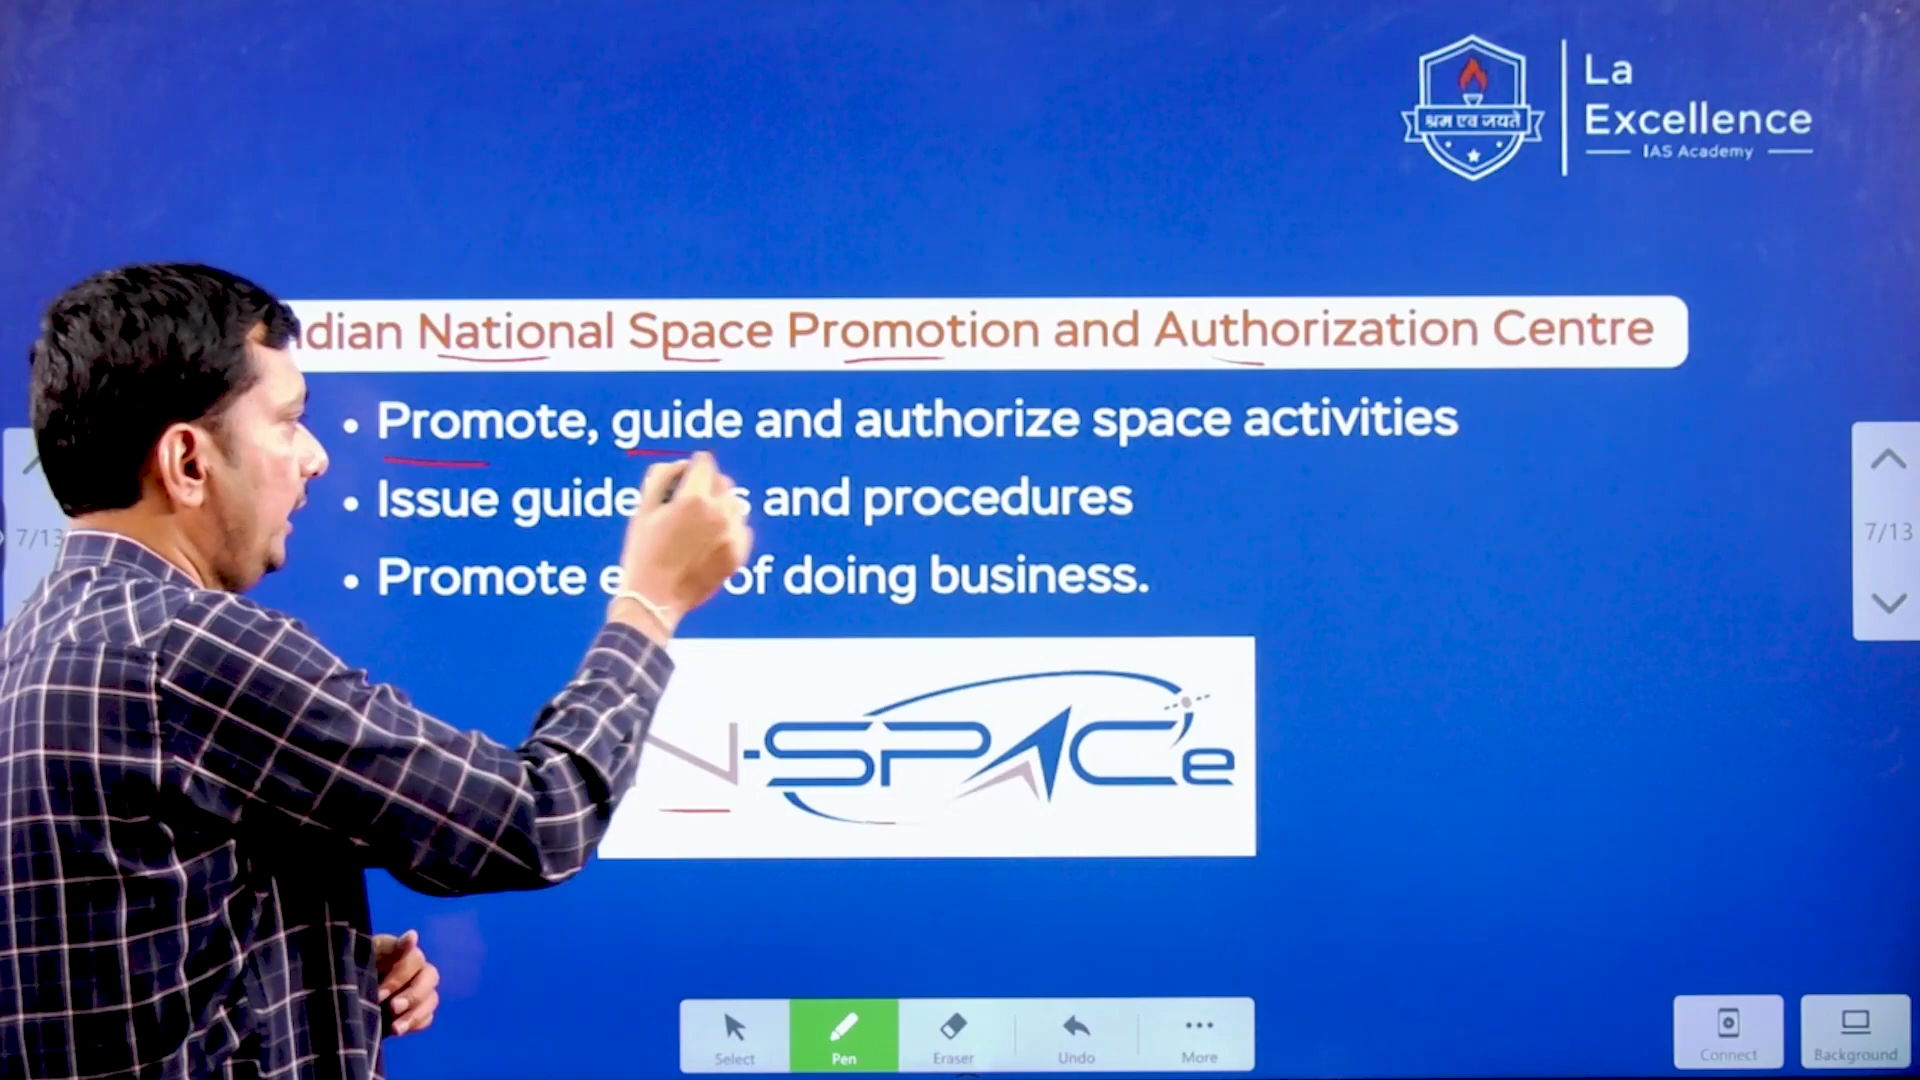 La
Excellence
IAS Academy
श्रम एव जयते
National Space Promotion and Authorization Centre
• Promote, guide and authorize space activities
• Issue and procedures
• Promote of doing business.
7/13
7/13
-SPACe
Select
Pen
Eraser
Undo
More
Connect
Background